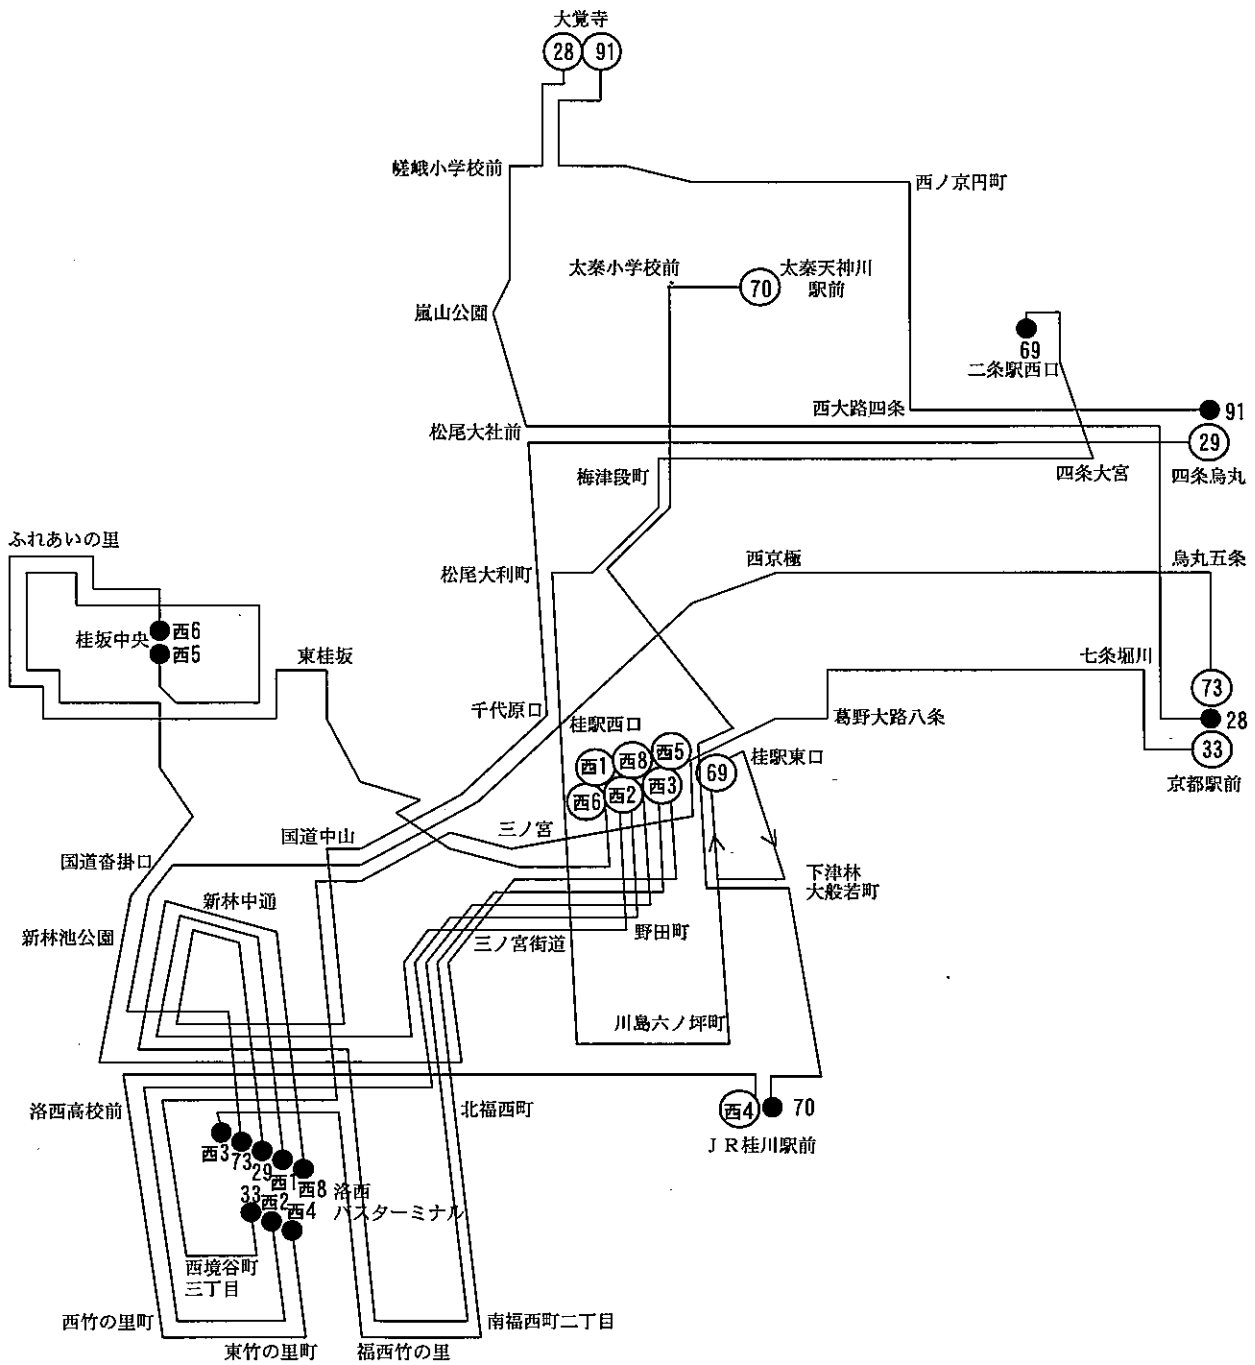 大覚寺
28 91
嵯峨小学校前
西ノ京円町
太秦小学校前
70
太秦天神川
駅前
嵐山公園
69
二条駅西口
西大路四条
91
松尾大社前
29
梅津段町
四条大宮
四条烏丸
ふれあいの里
松尾大利町
西京極
烏丸五条
桂坂中央
西6
西5
東桂坂
七条堀川
千代原口
桂駅西口
葛野大路八条
73
28
33
京都駅前
西1
西8
西5
西6
西2
西3
69
桂駅東口
国道中山
三ノ宮
国道沓掛口
下津林
大般若町
新林中通
新林池公園
三ノ宮街道
野田町
川島六ノ坪町
洛西高校前
北福西町
西4
70
JR桂川駅前
西3
73
29
西1
西8
33
西2
西4
洛西
バスターミナル
西境谷町
三丁目
西竹の里町
東竹の里町
福西竹の里
南福西町二丁目